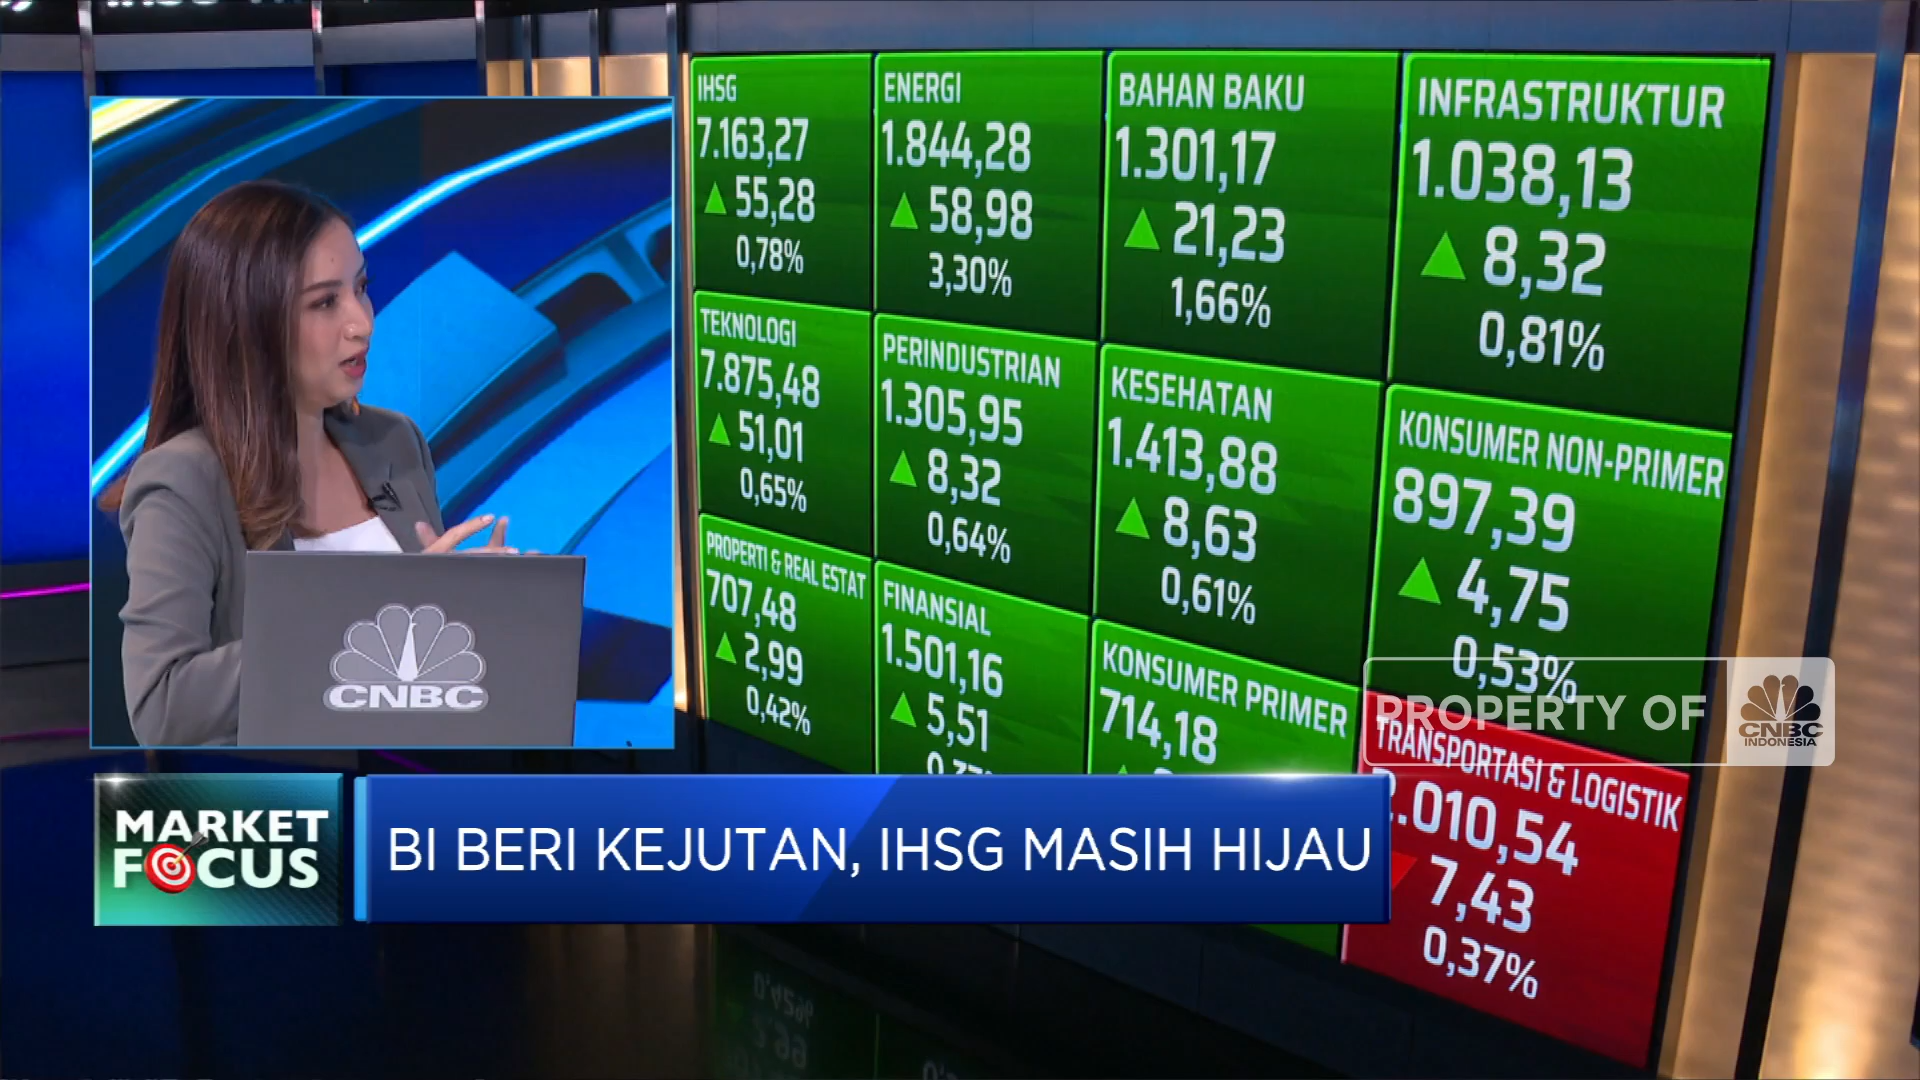 IHSG
7.163,27
55,28
0,78%
ENERGI
1.844,28
58,98
3,30%
BAHAN BAKU
1.301,17
21,23
1,66%
INFRASTRUKTUR
1.038,13
8,32
0,81%
TEKNOLOGI
7.875,48
51,01
0,65%
PERINDUSTRIAN
1.305,95
8,32
0,64%
KESEHATAN
1.413,88
8,63
0,61%
KONSUMER NON-PRIMER
897,39
4,75
0,53%
PROPERTI & REAL ESTAT
707,48
2,99
0,42%
FINANSIAL
1.501,16
5,51
KONSUMER PRIMER
714,18
TRANSPORTASI & LOGISTIK
.010,54
7,43
0,37%
CNBC
PROPERTY OF
CNBC
INDONESIA
MARKET
FOCUS
BI BERI KEJUTAN, IHSG MASIH HIJAU